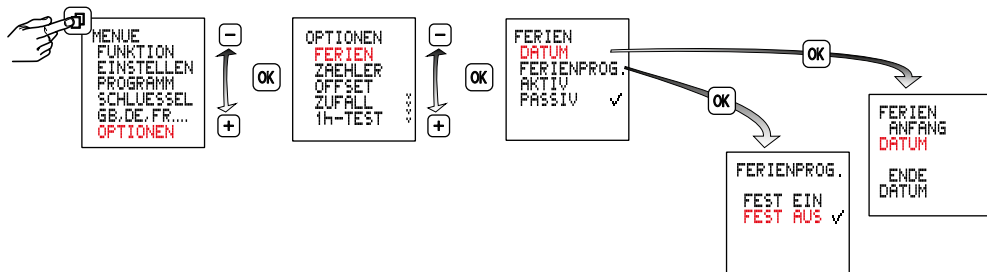 MENUE
FUNKTION
EINSTELLEN
PROGRAMM
SCHLUESSEL
GB,DE,FR....
OPTIONEN
OK
OPTIONEN
FERIEN
ZAEHLER
OFFSET
ZUFALL
1h-TEST
OK
FERIEN
DATUM
FERIENPROG.
AKTIV
PASSIV ✓
OK
OK
FERIENPROG.
FEST EIN
FEST AUS ✓
FERIEN
ANFANG
DATUM
ENDE
DATUM